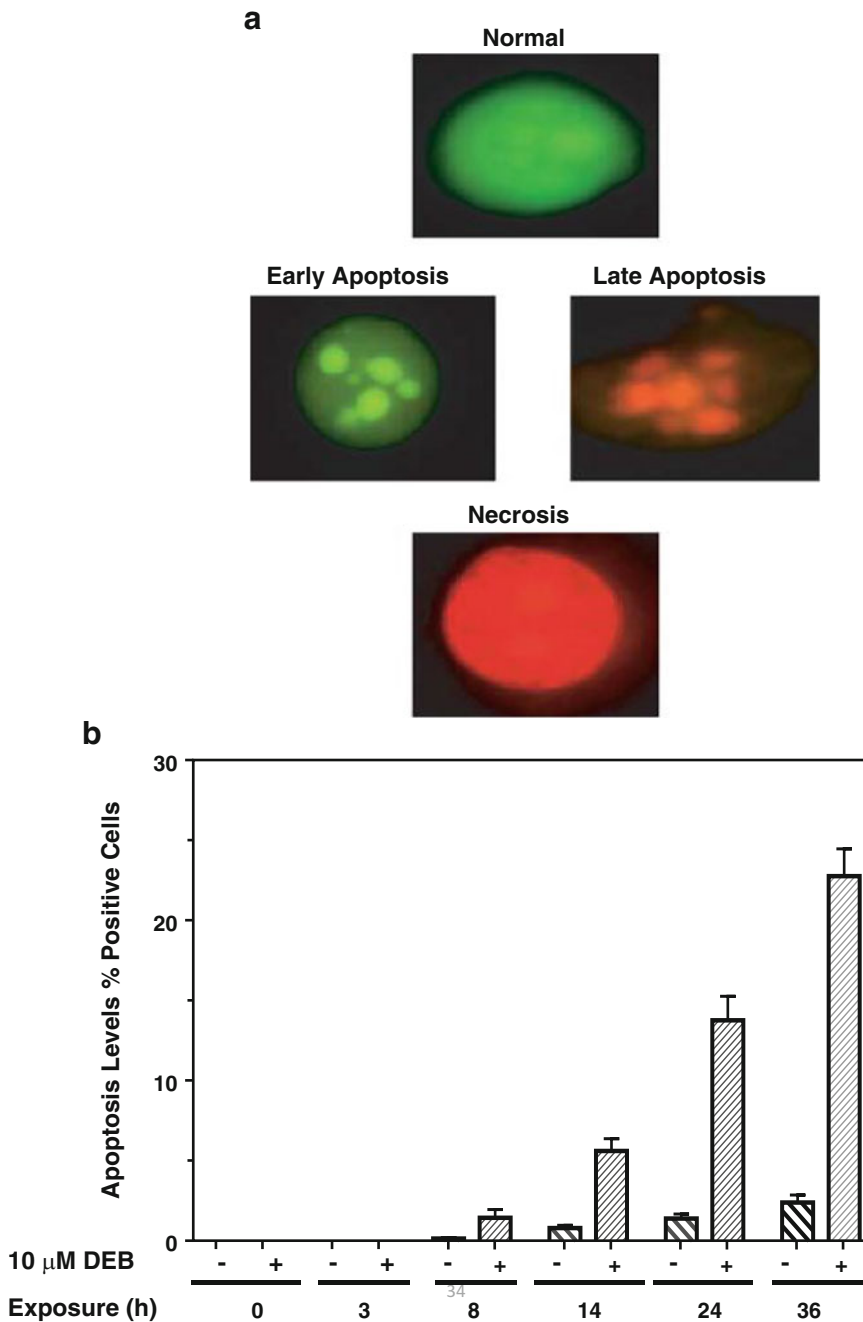 a
Normal
Early Apoptosis
Late Apoptosis
Necrosis
b
Apoptosis Levels % Positive Cells
30
20
10
0
10 μM DEB
- + - + - + - + - + - +
34
Exposure (h)
0 3 8 14 24 36